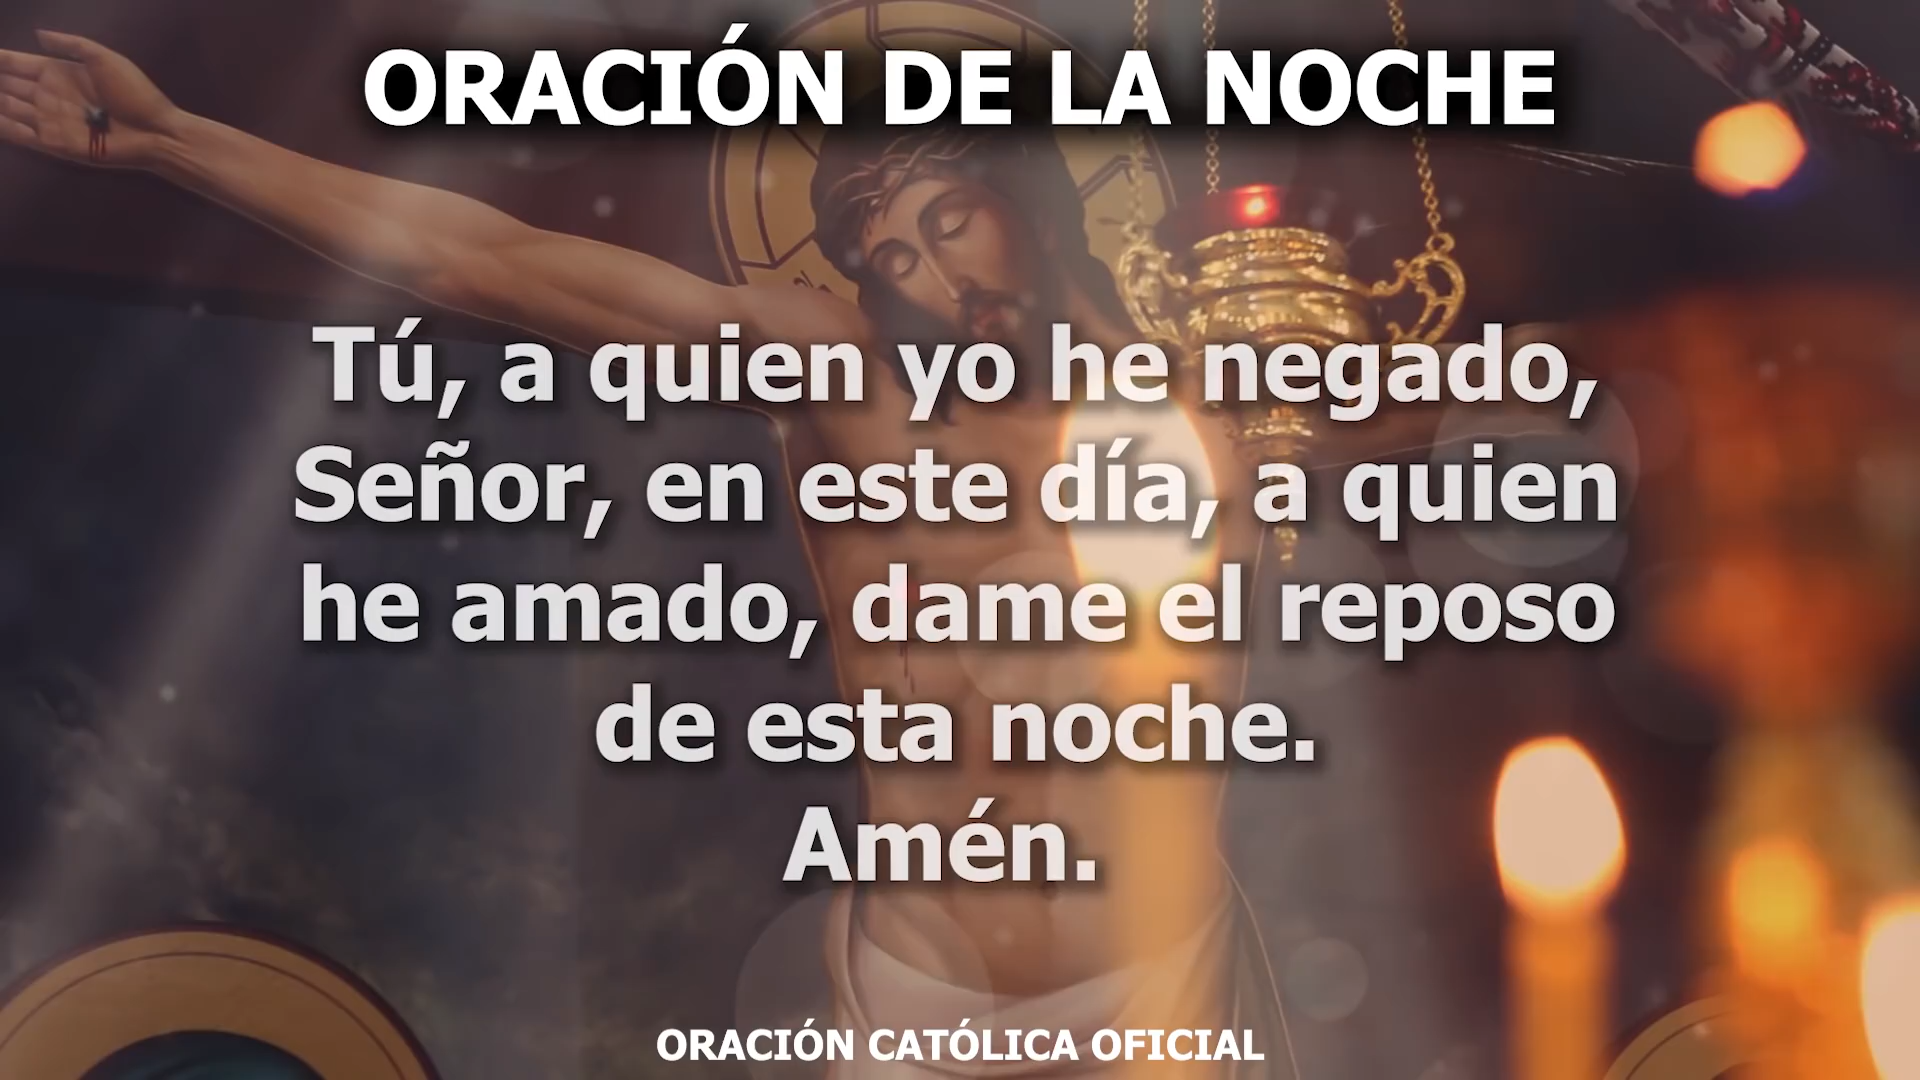 ORACIÓN DE LA NOCHE
Tú, a quien yo he negado,
Señor, en este día, a quien
he amado, dame el reposo
de esta noche.
Amén.
ORACIÓN CATÓLICA OFICIAL